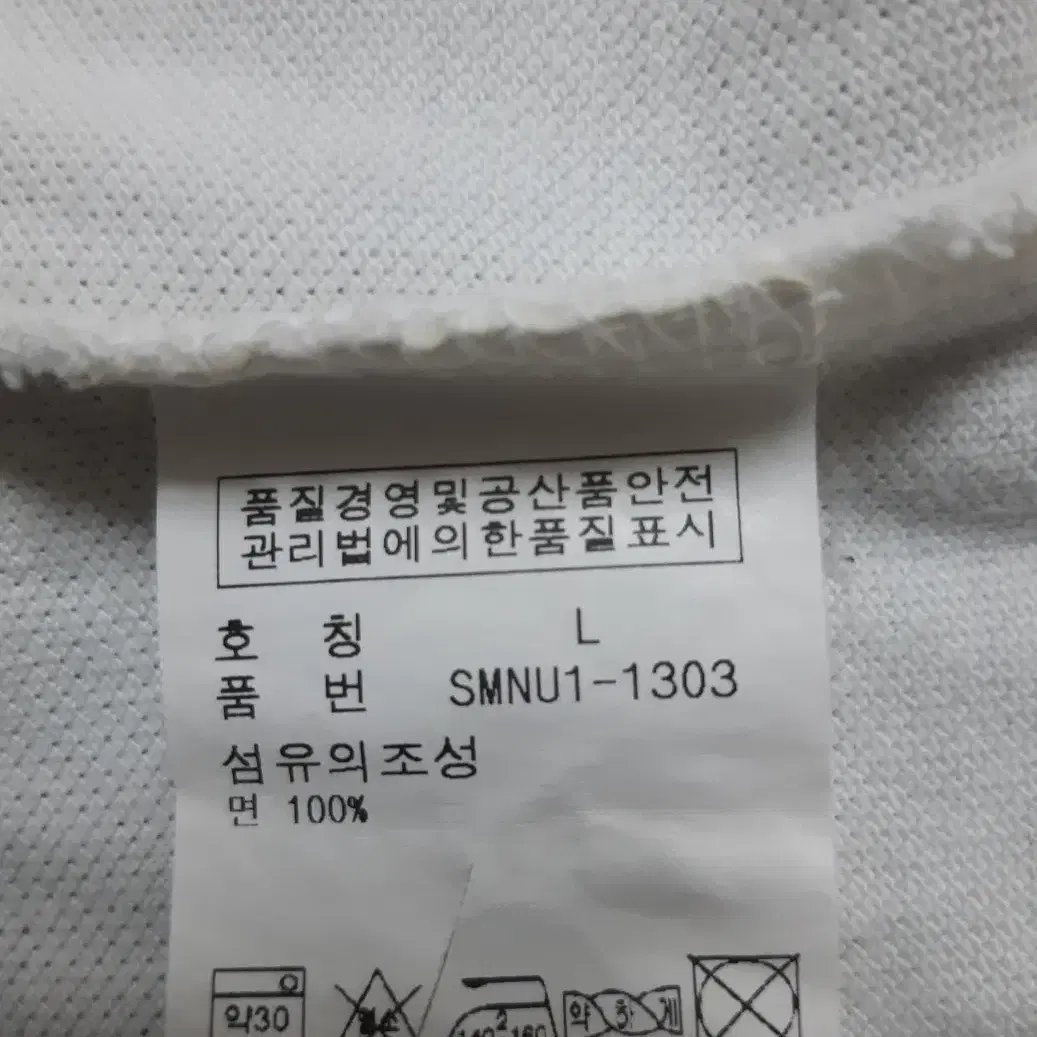 품질경영및공산품안전
관리법에의한품질표시
호 칭 L
품 번 SMNU1-1303
섬유의조성
면 100%
약30 염소 약하게